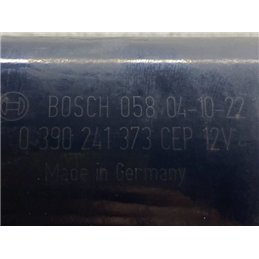 BOSCH 058 04-10-22
0 390 241 373 CEP 12V
Made in Germany